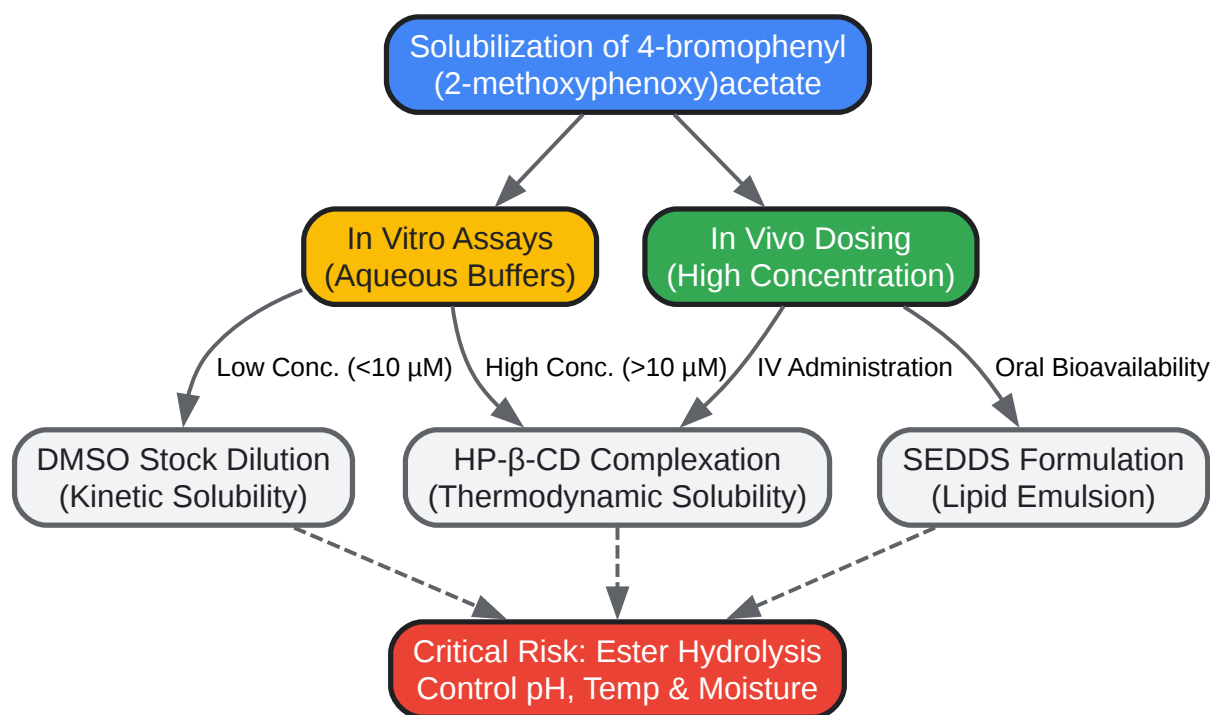 Solubilization of 4-bromophenyl
(2-methoxyphenoxy)acetate
In Vitro Assays
(Aqueous Buffers)
In Vivo Dosing
(High Concentration)
Low Conc. (<10 µM)
High Conc. (>10 µM)
IV Administration
Oral Bioavailability
DMSO Stock Dilution
(Kinetic Solubility)
HP-β-CD Complexation
(Thermodynamic Solubility)
SEDDS Formulation
(Lipid Emulsion)
Critical Risk: Ester Hydrolysis
Control pH, Temp & Moisture